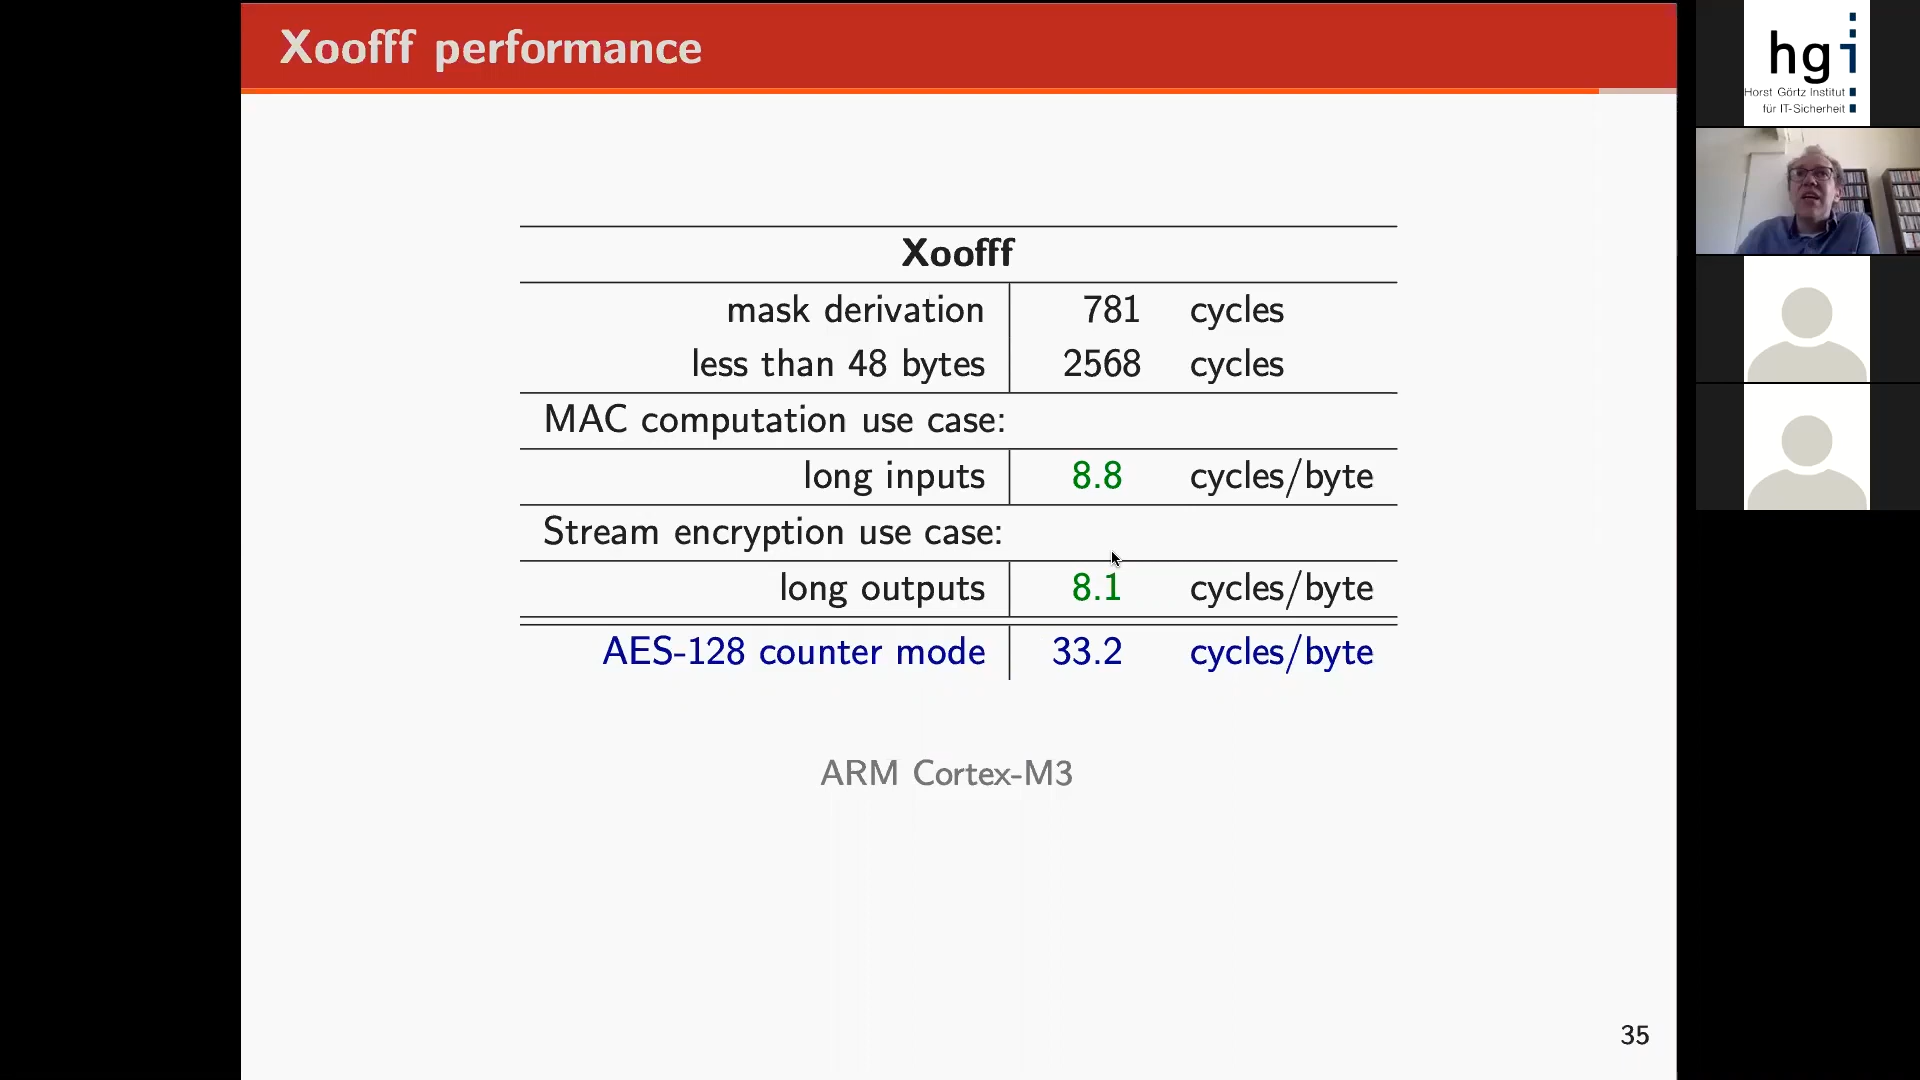 Xoofff performance
Xoofff
mask derivation 781 cycles
less than 48 bytes 2568 cycles
MAC computation use case:
long inputs 8.8 cycles/byte
Stream encryption use case:
long outputs 8.1 cycles/byte
AES-128 counter mode 33.2 cycles/byte
ARM Cortex-M3
35
hgi
Horst Görtz Institut
für IT-Sicherheit